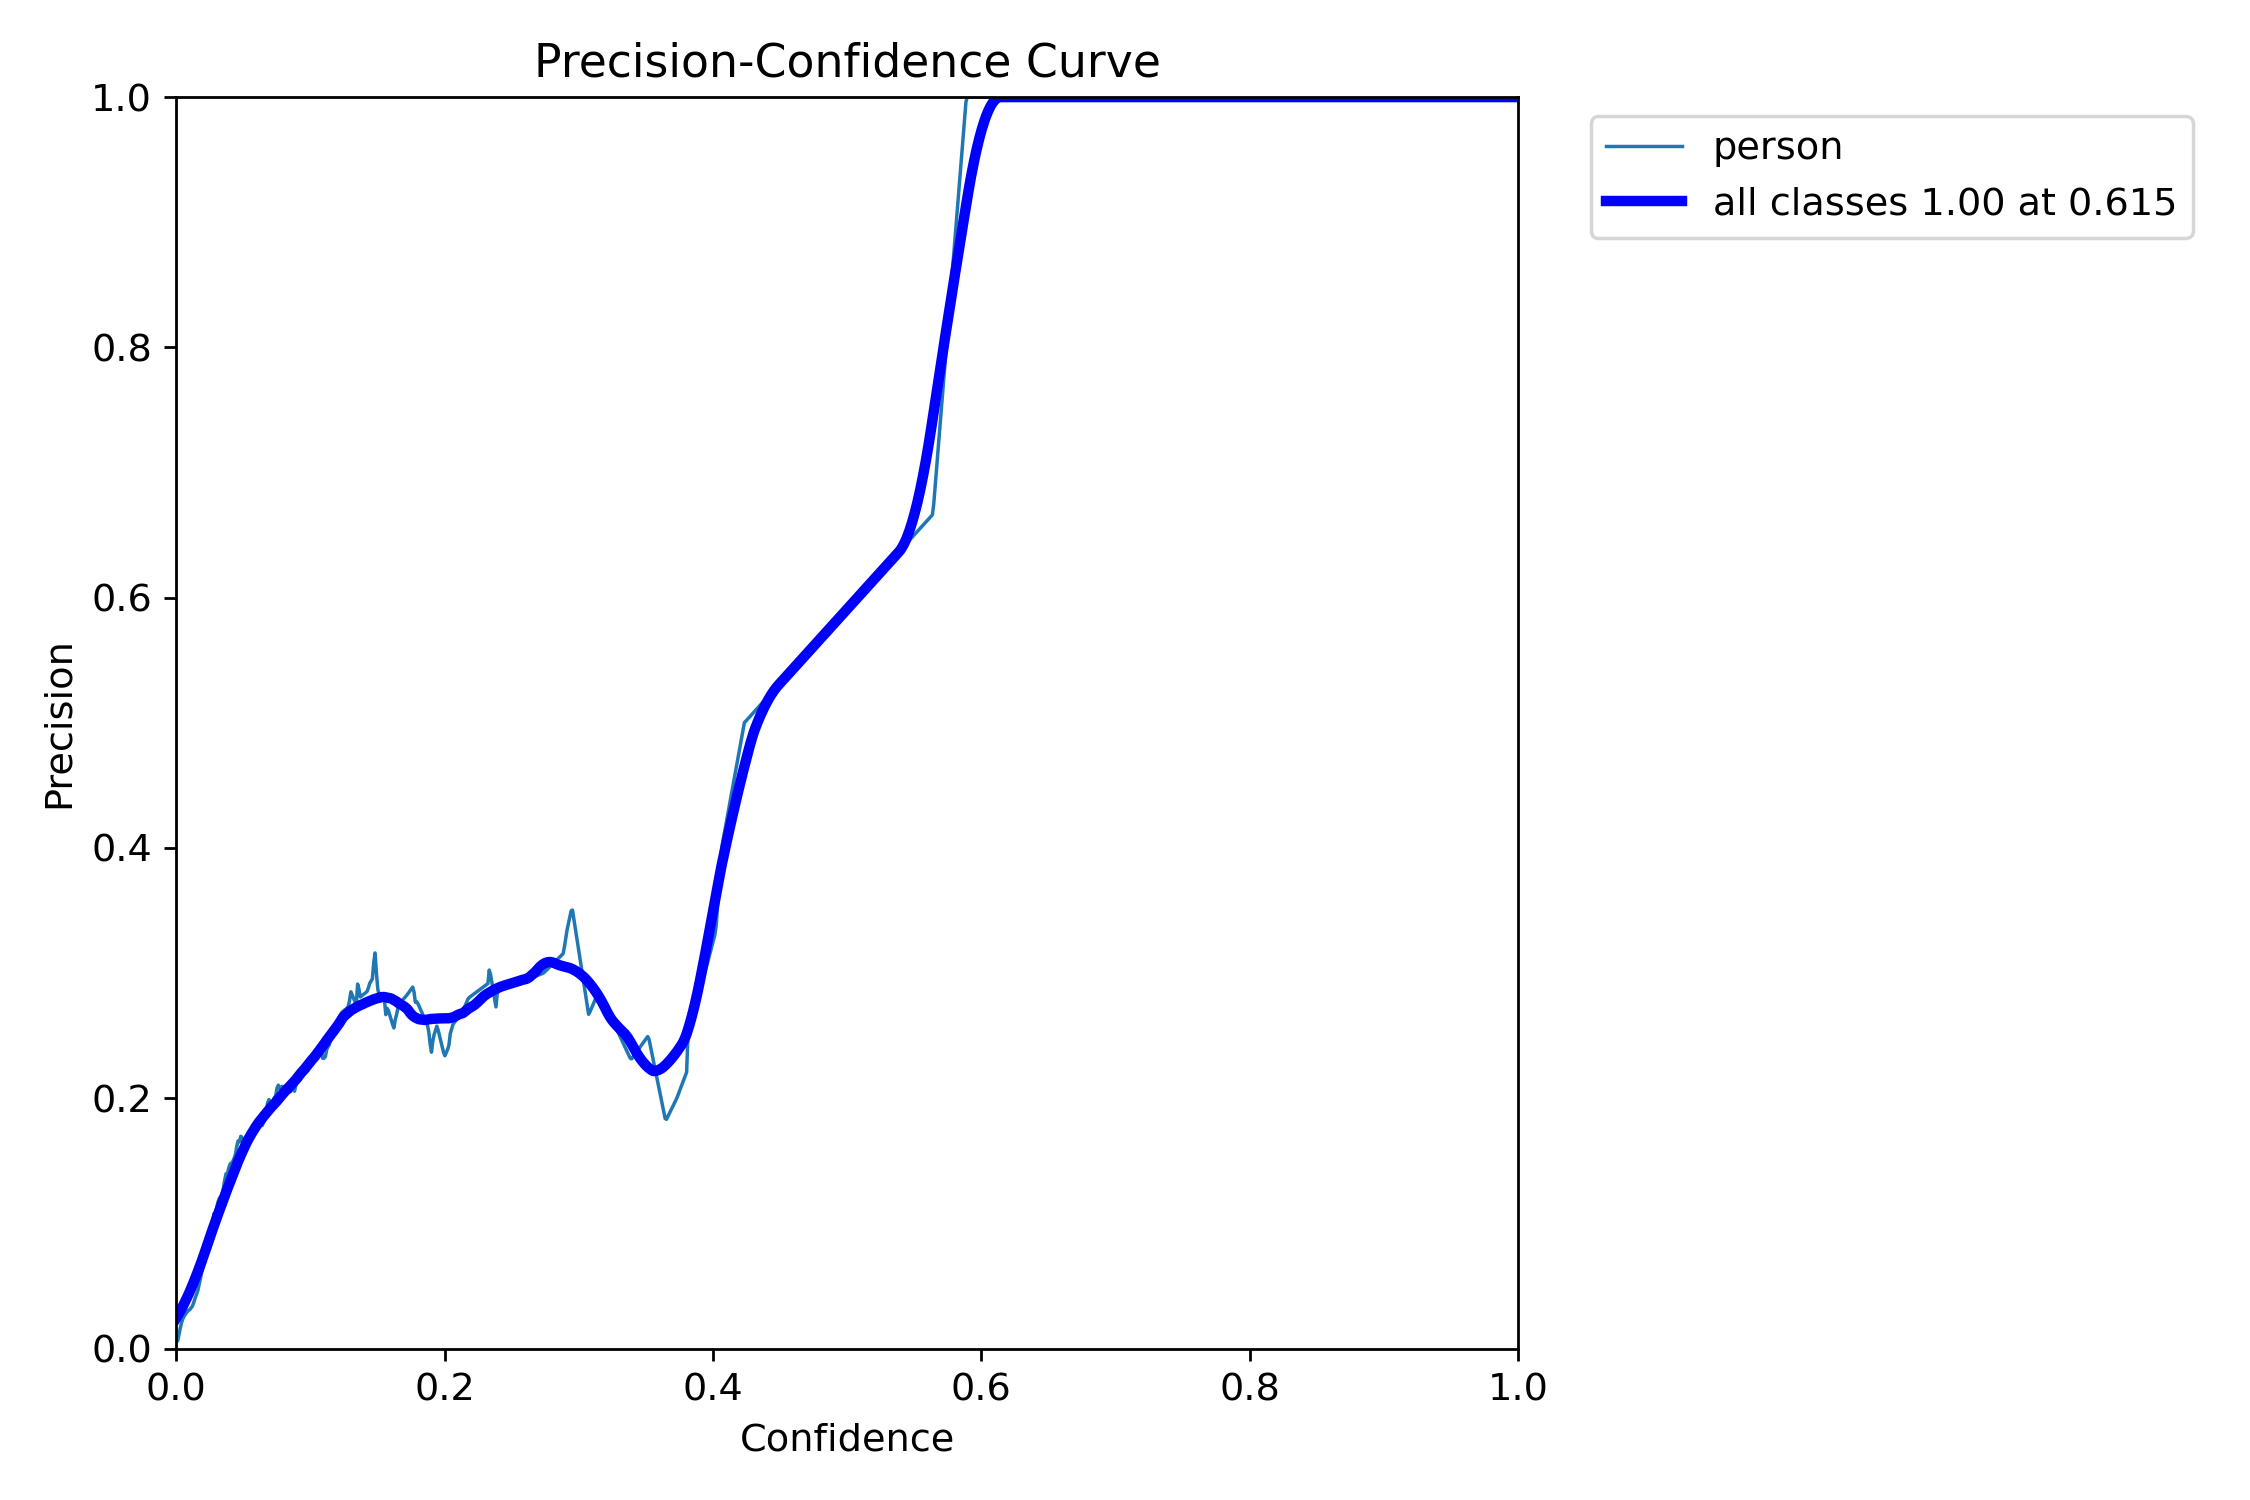 Precision-Confidence Curve
1.0
0.8
0.6
0.4
0.2
0.0
Precision
0.0 0.2 0.4 0.6 0.8 1.0
Confidence
person
all classes 1.00 at 0.615